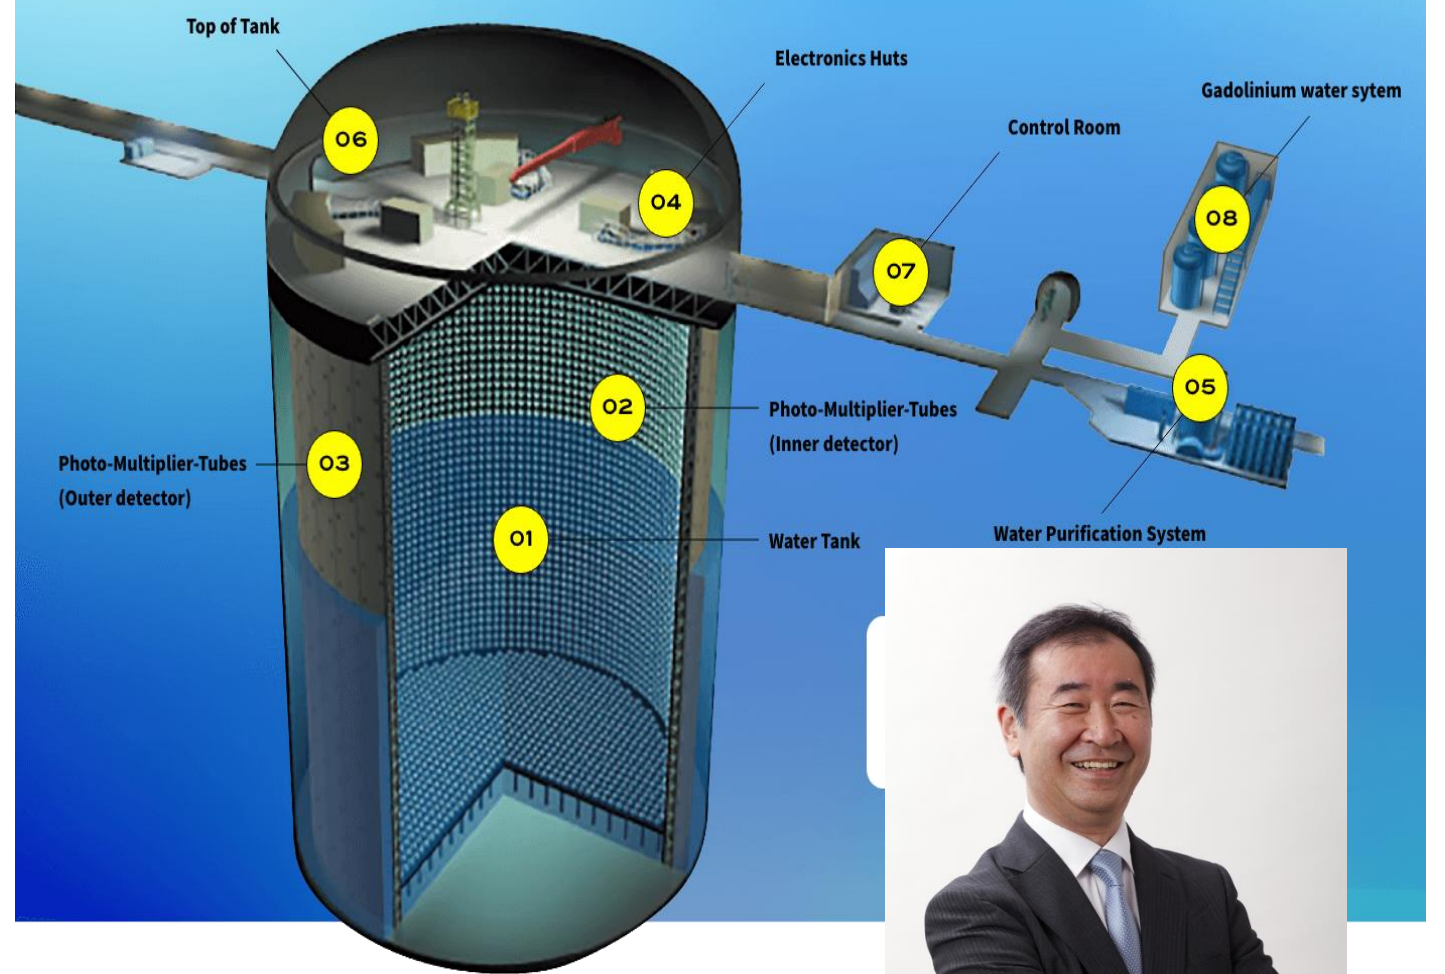 Top of Tank
Electronics Huts
Gadolinium water sytem
Control Room
06
04
08
07
05
02
Photo-Multiplier-Tubes
(Inner detector)
03
Photo-Multiplier-Tubes
(Outer detector)
01
Water Tank
Water Purification System